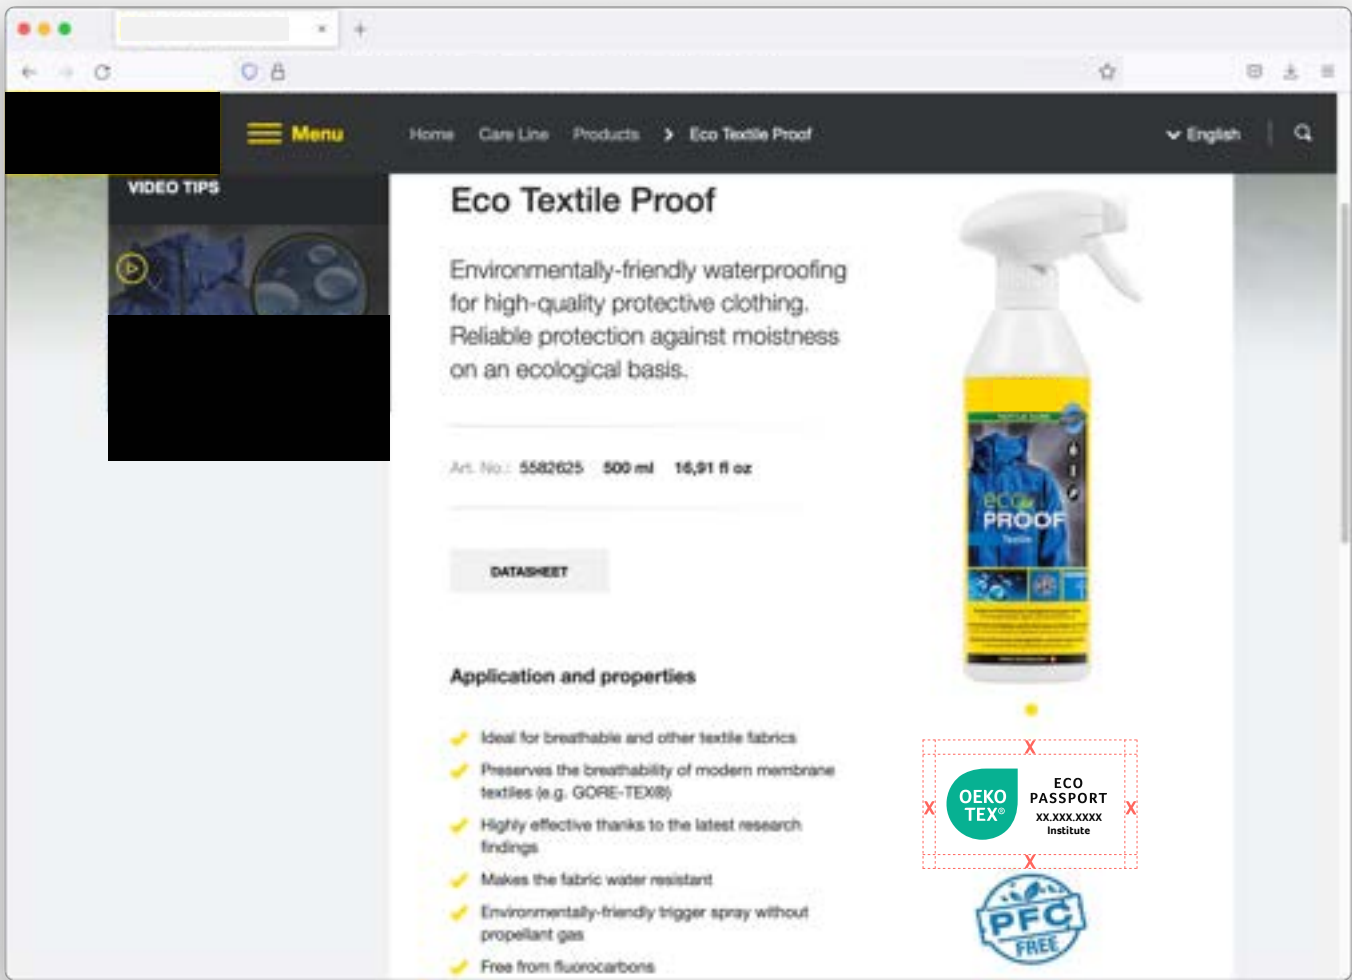 Menu
Home Care Line Products Eco Textile Proof
English
VIDEO TIPS
Eco Textile Proof
Environmentally-friendly waterproofing
for high-quality protective clothing.
Reliable protection against moistness
on an ecological basis.
Art. No.: 5582625 500 ml 16,91 fl oz
DATASHEET
Application and properties
Ideal for breathable and other textile fabrics
Preserves the breathability of modern membrane
textiles (e.g. GORE-TEX®)
Highly effective thanks to the latest research
findings
Makes the fabric water resistant
Environmentally-friendly trigger spray without
propellant gas
Free from fluorocarbons
eco
PROOF
Textile
X
X
X
X
OEKO
TEX®
ECO
PASSPORT
XX.XXX.XXXX
Institute
PFC
FREE